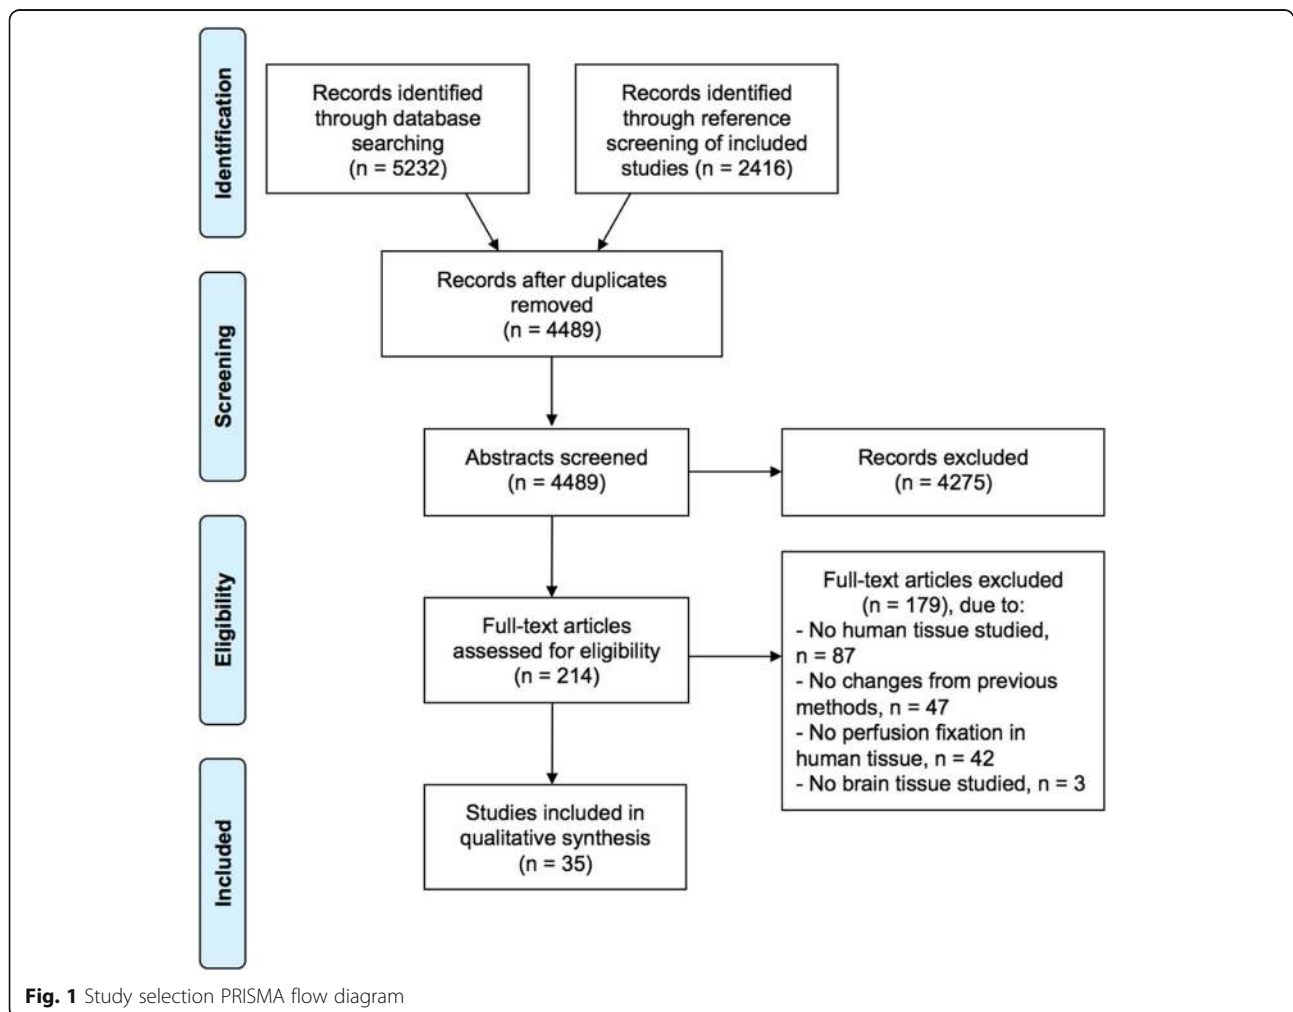 Identification
Records identified
through database
searching
(n = 5232)
Records identified
through reference
screening of included
studies (n = 2416)
Screening
Records after duplicates
removed
(n = 4489)
Abstracts screened
(n = 4489)
Records excluded
(n = 4275)
Eligibility
Full-text articles
assessed for eligibility
(n = 214)
Full-text articles excluded
(n = 179), due to:
- No human tissue studied,
n = 87
- No changes from previous
methods, n = 47
- No perfusion fixation in
human tissue, n = 42
- No brain tissue studied, n = 3
Included
Studies included in
qualitative synthesis
(n = 35)
Fig. 1 Study selection PRISMA flow diagram